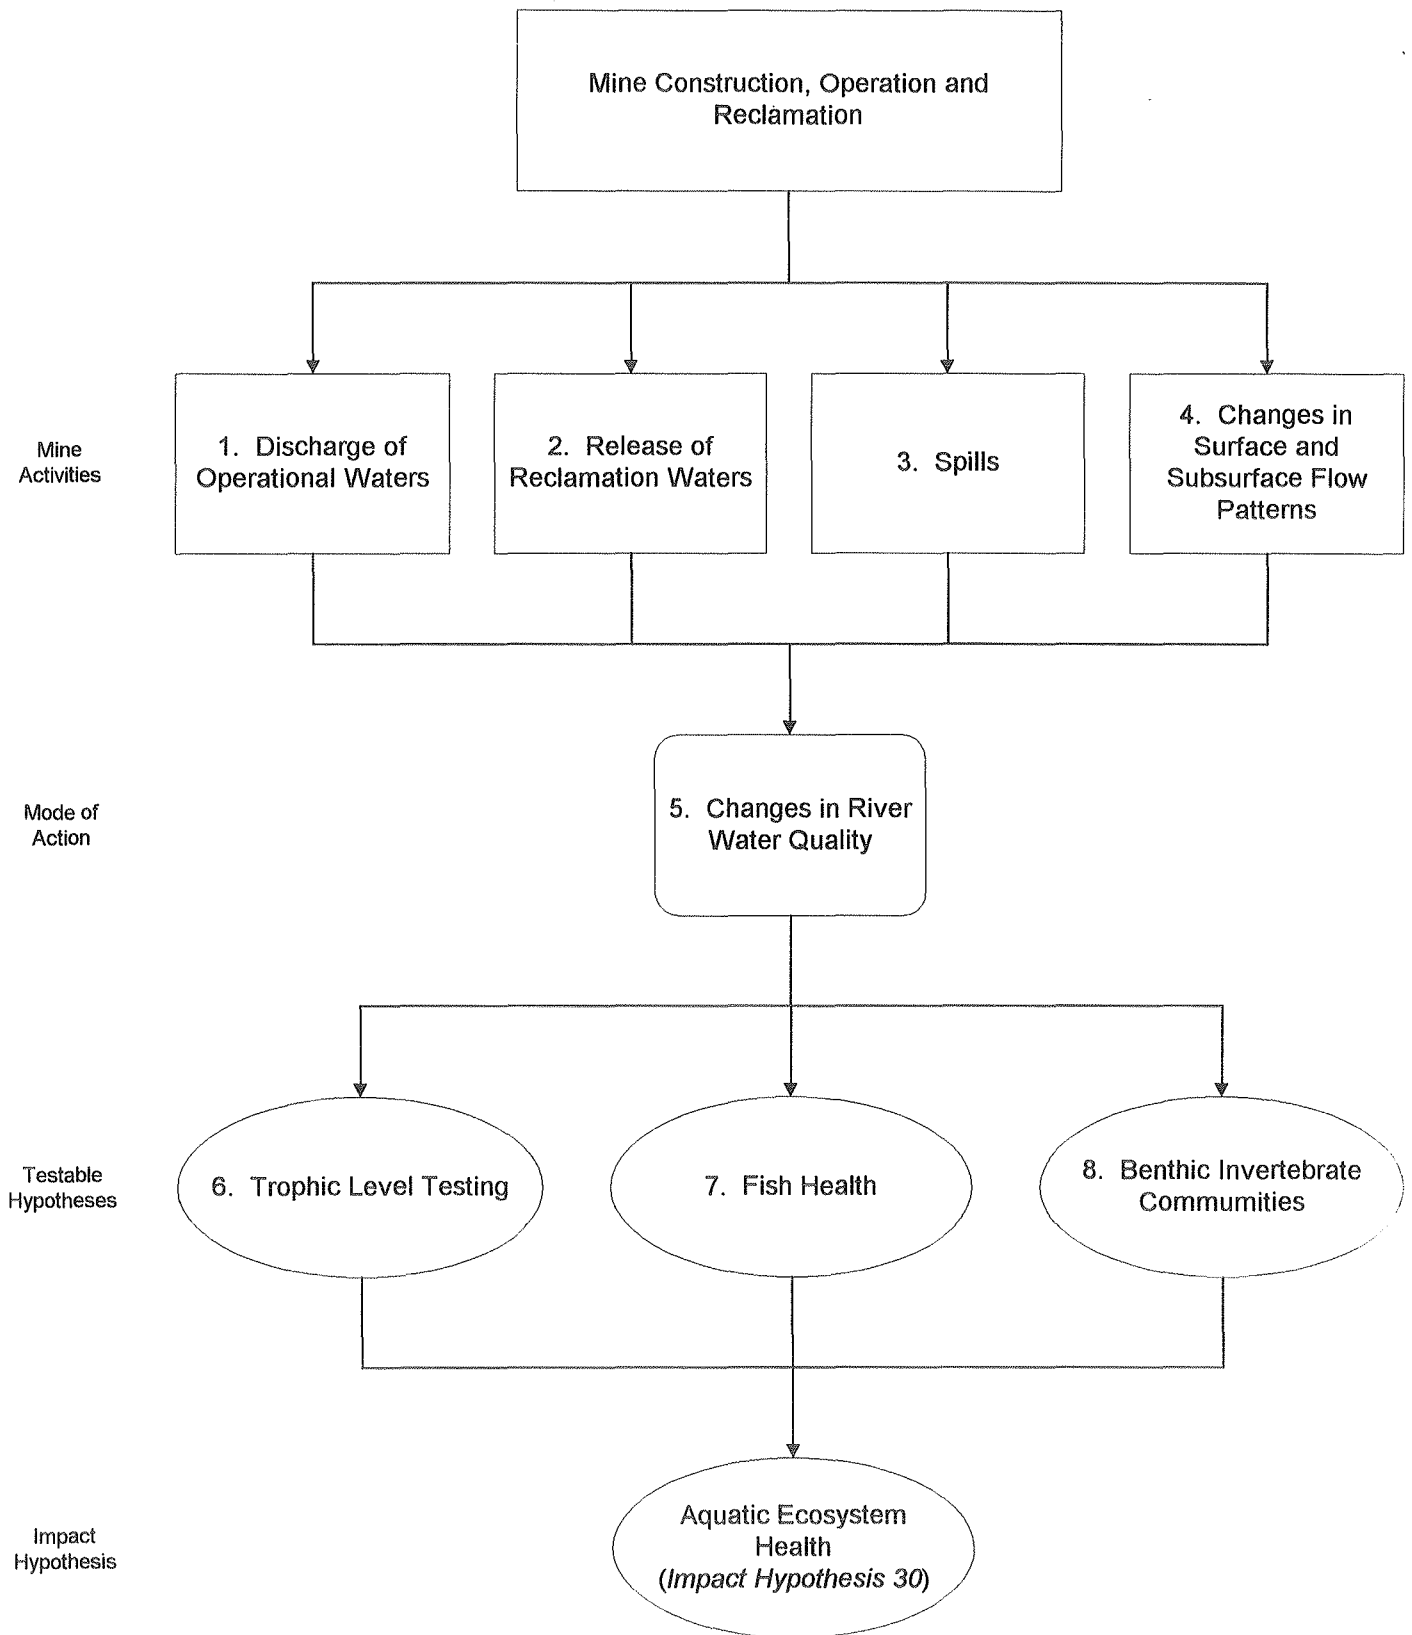 Mine Construction, Operation and
Reclamation
Mine
Activities
1. Discharge of
Operational Waters
2. Release of
Reclamation Waters
3. Spills
4. Changes in
Surface and
Subsurface Flow
Patterns
Mode of
Action
5. Changes in River
Water Quality
Testable
Hypotheses
6. Trophic Level Testing
7. Fish Health
8. Benthic Invertebrate
Commumities
Impact
Hypothesis
Aquatic Ecosystem
Health
(Impact Hypothesis 30)